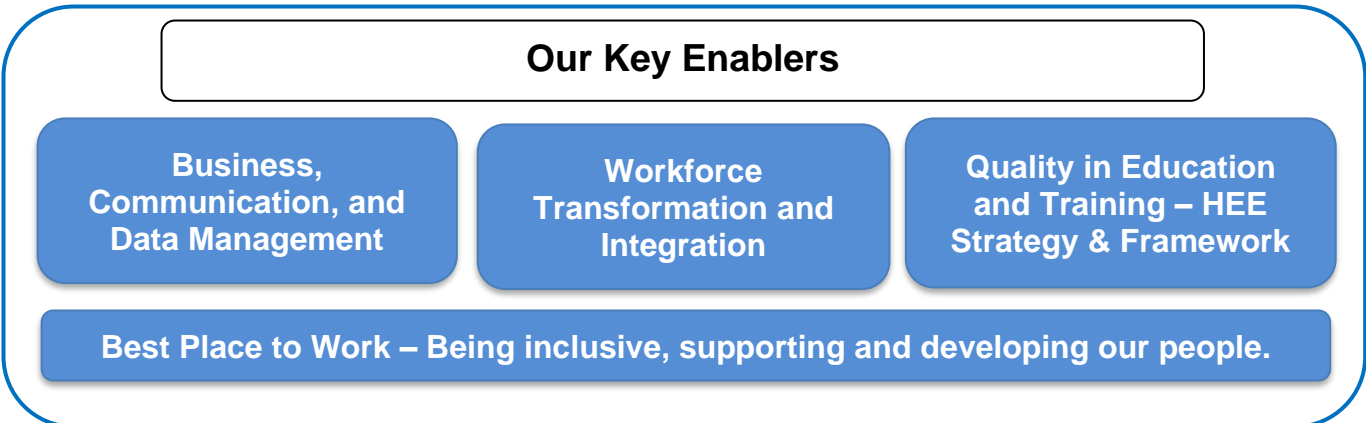 Our Key Enablers
Business,
Communication, and
Data Management
Workforce
Transformation and
Integration
Quality in Education
and Training – HEE
Strategy & Framework
Best Place to Work – Being inclusive, supporting and developing our people.